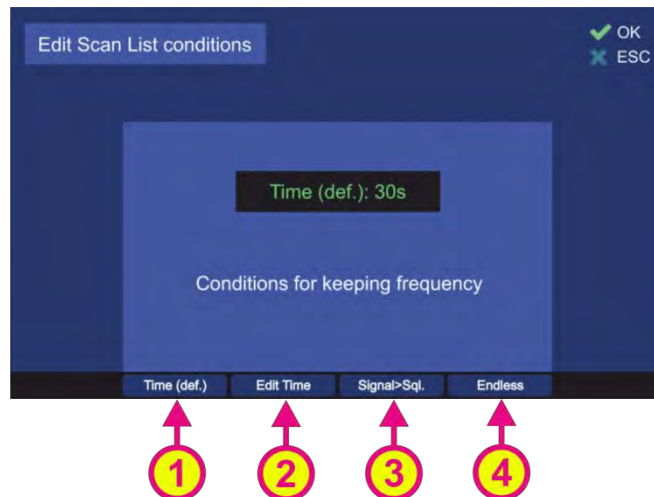 Edit Scan List conditions
OK
ESC
Time (def.): 30s
Conditions for keeping frequency
Time (def.) Edit Time Signal>Sql. Endless
1 2 3 4